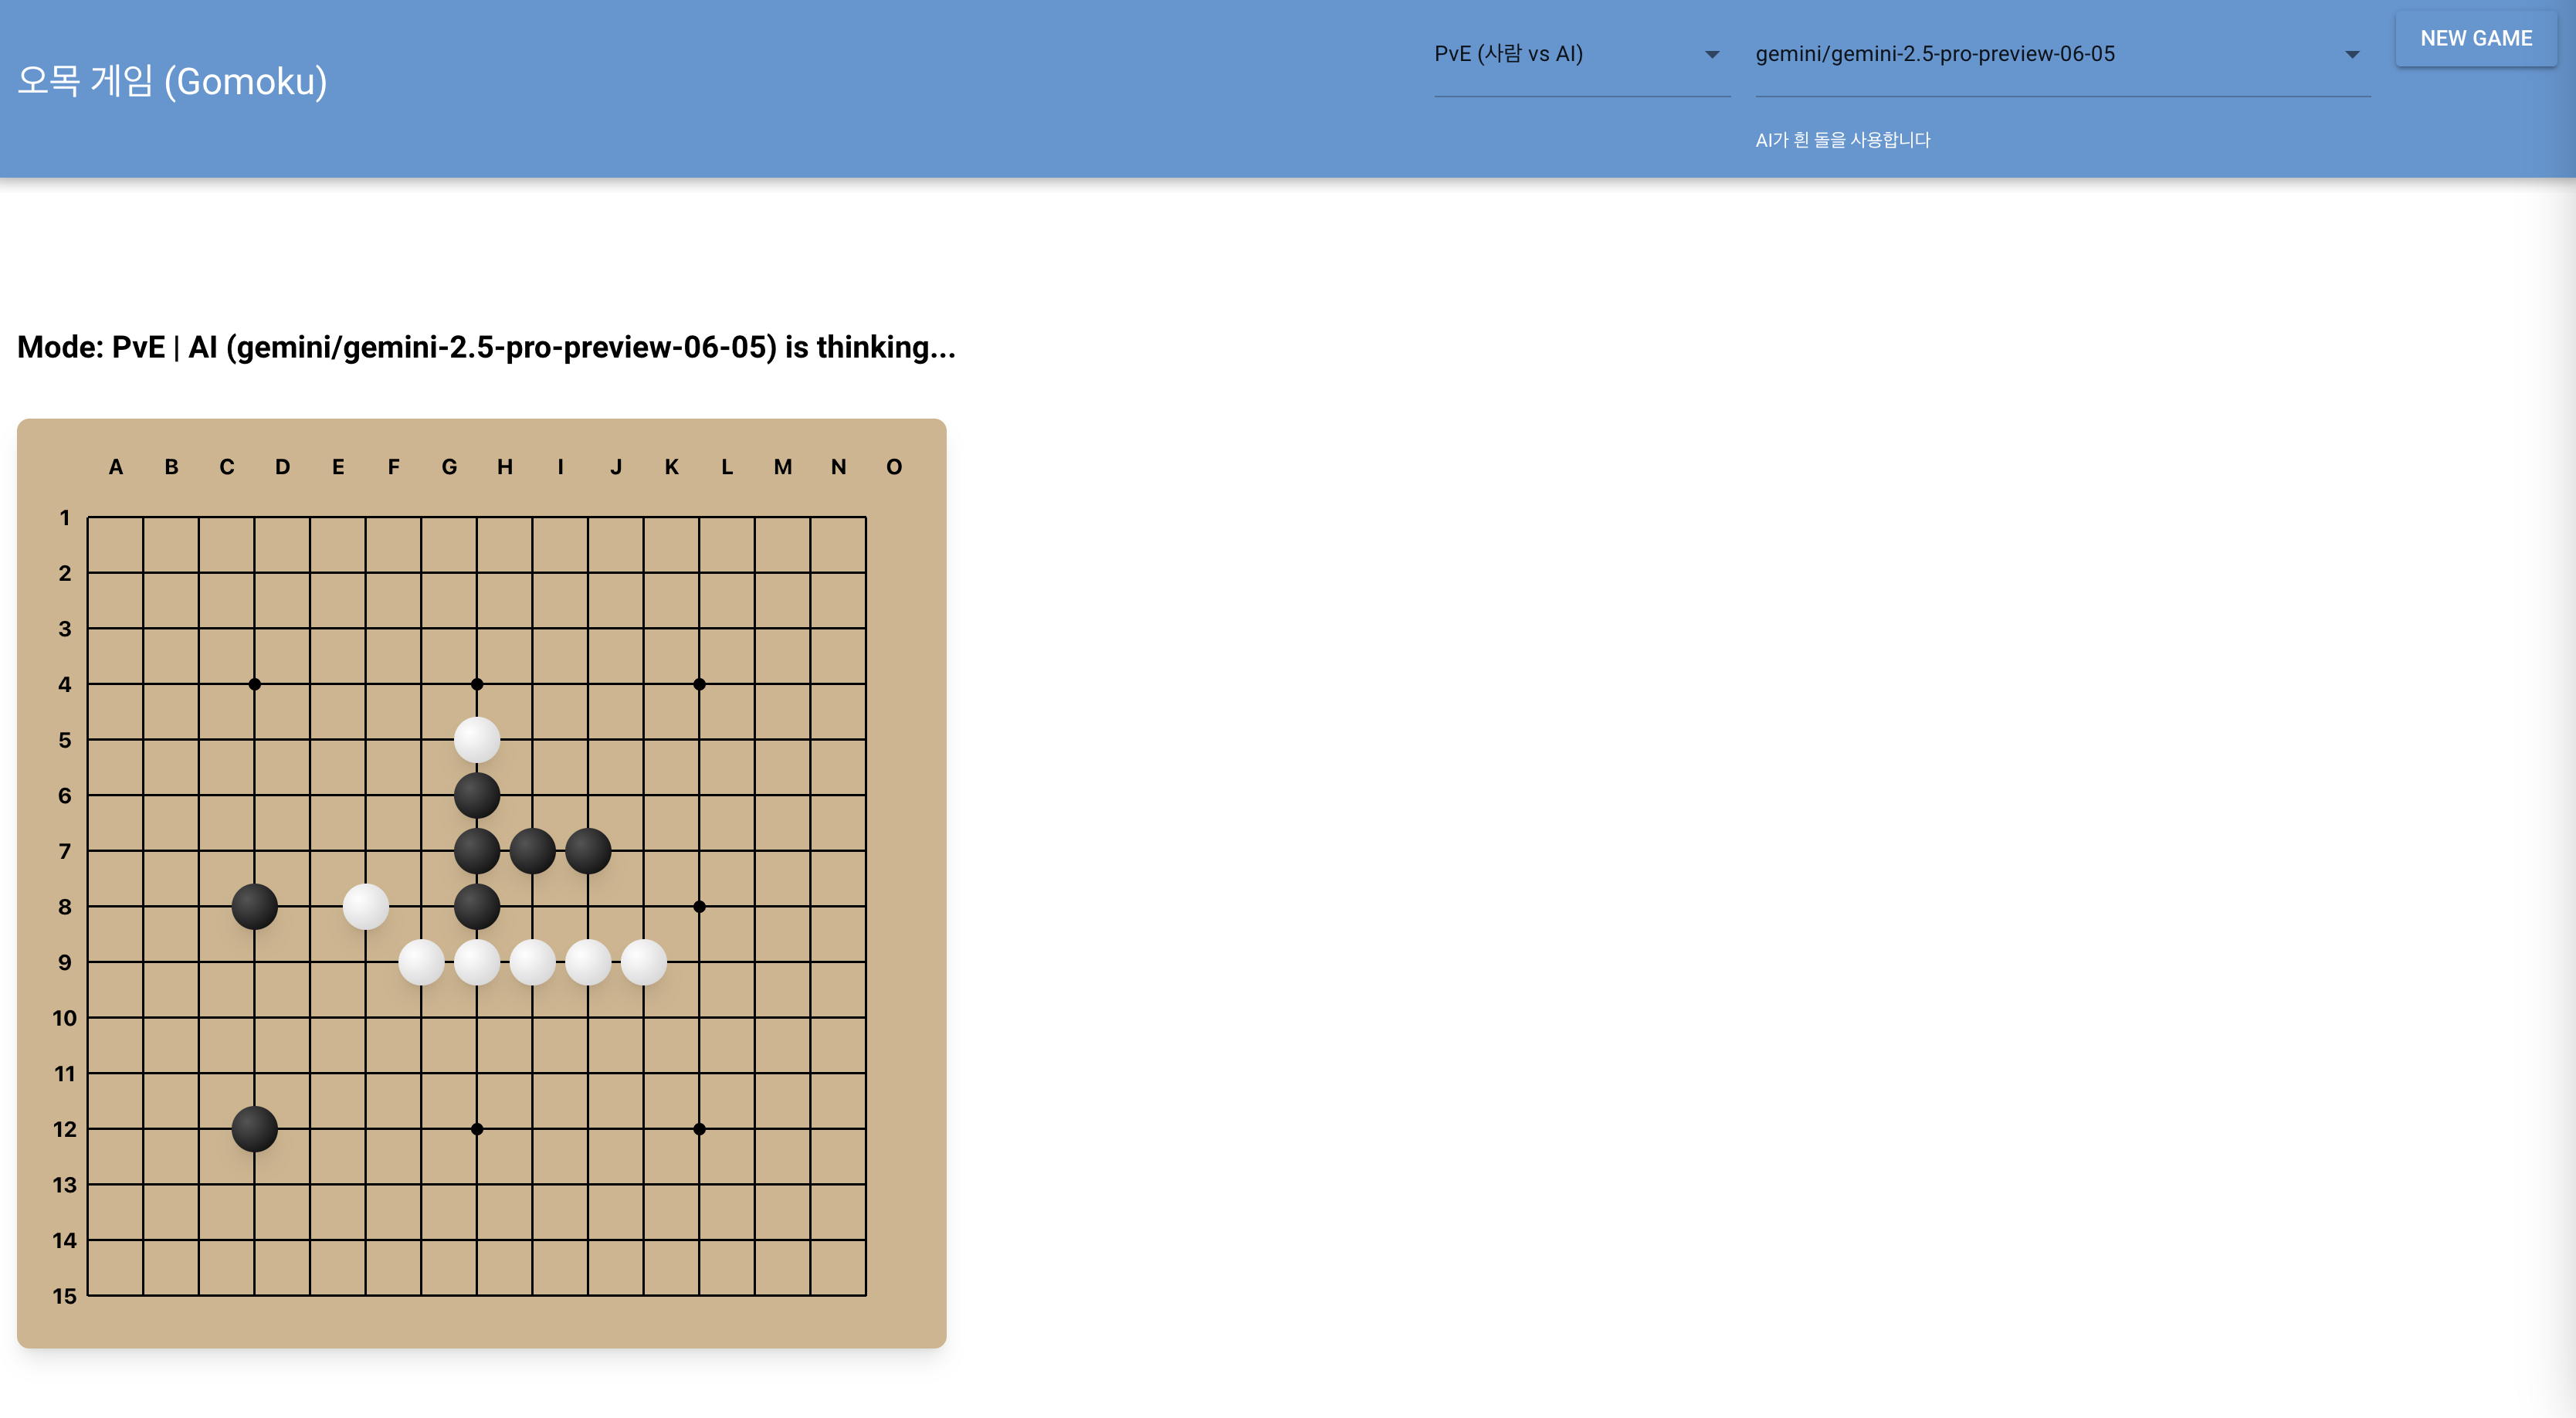 오목 게임 (Gomoku)
PvE (사람 vs AI)
gemini/gemini-2.5-pro-preview-06-05
NEW GAME
AI가 흰 돌을 사용합니다
Mode: PvE | AI (gemini/gemini-2.5-pro-preview-06-05) is thinking...
A B C D E F G H I J K L M N O
1
2
3
4
5
6
7
8
9
10
11
12
13
14
15